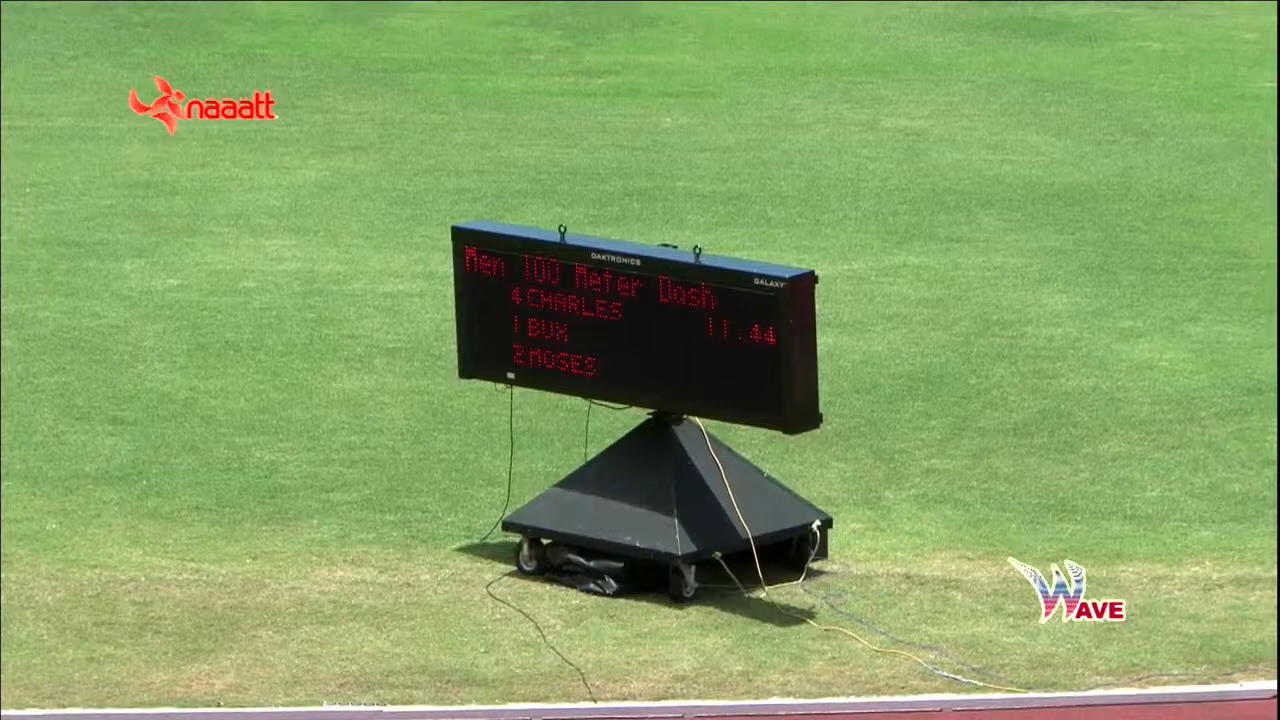 naaatt
DAKTRONICS
GALAXY
Men 100 Meter Dash
4 CHARLES
1 BUX 11.44
2 MOSES
WAVE